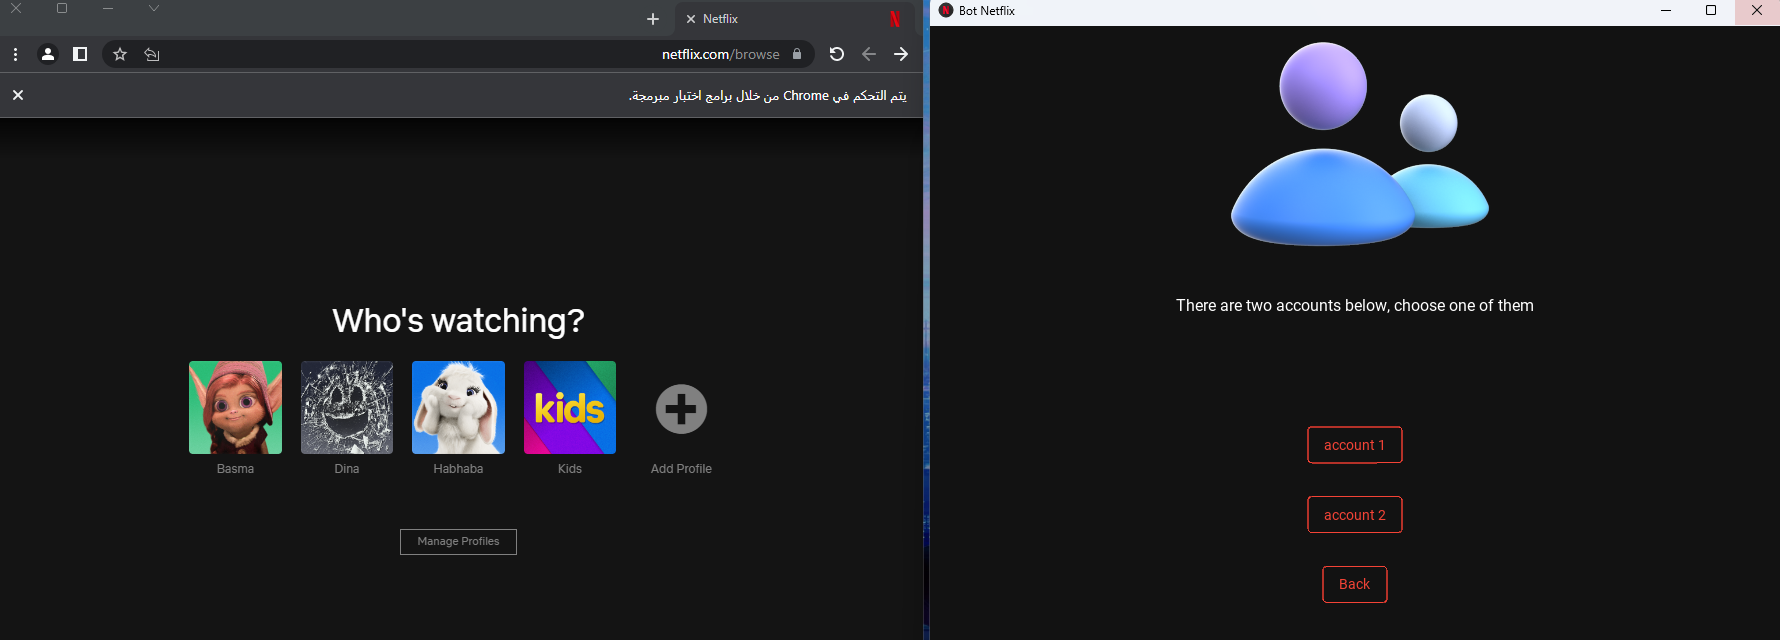 Netflix
netflix.com/browse
يتم التحكم في Chrome من خلال برامج اختبار مبرمجة.
Who's watching?
kids
Basma
Dina
Habhaba
Kids
Add Profile
Manage Profiles
Bot Netflix
There are two accounts below, choose one of them
account 1
account 2
Back